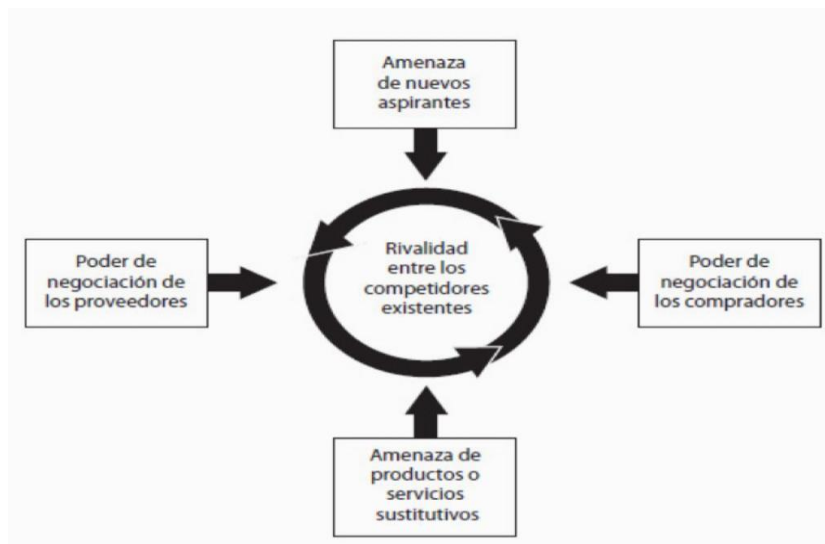 Amenaza
de nuevos
aspirantes
Poder de
negociación de
los proveedores
Rivalidad
entre los
competidores
existentes
Poder de
negociación de
los compradores
Amenaza de
productos o
servicios
sustitutivos